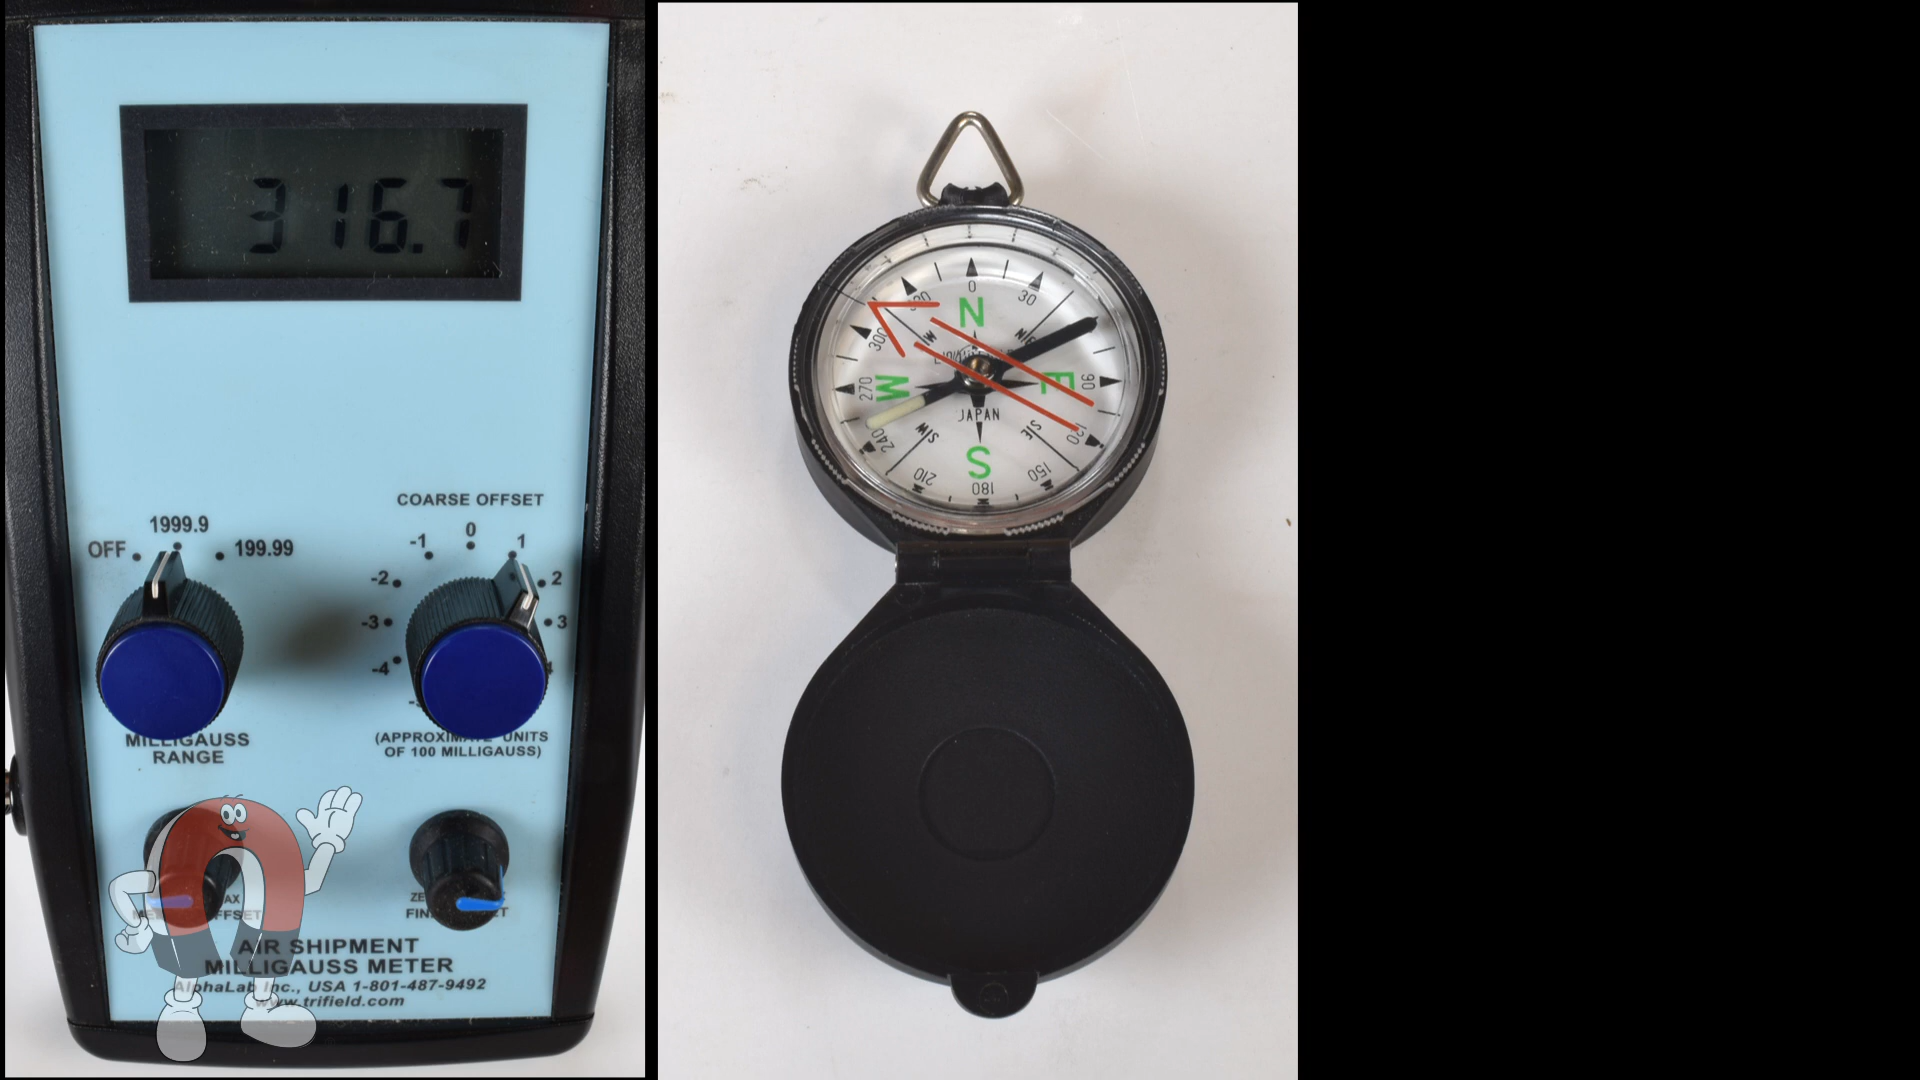 316.7
COARSE OFFSET
1999.9
OFF
199.99
-1
0
1
-2
2
-3
3
-4
MILLIGAUSS
RANGE
(APPROXIMATE UNITS
OF 100 MILLIGAUSS)
AIR SHIPMENT
MILLIGAUSS METER
AlphaLab Inc., USA 1-801-487-9492
www.trifield.com
0
30
N
N/E
300
W
270
E
90
JAPAN
240
S/W
S/E
120
S
210
150
180